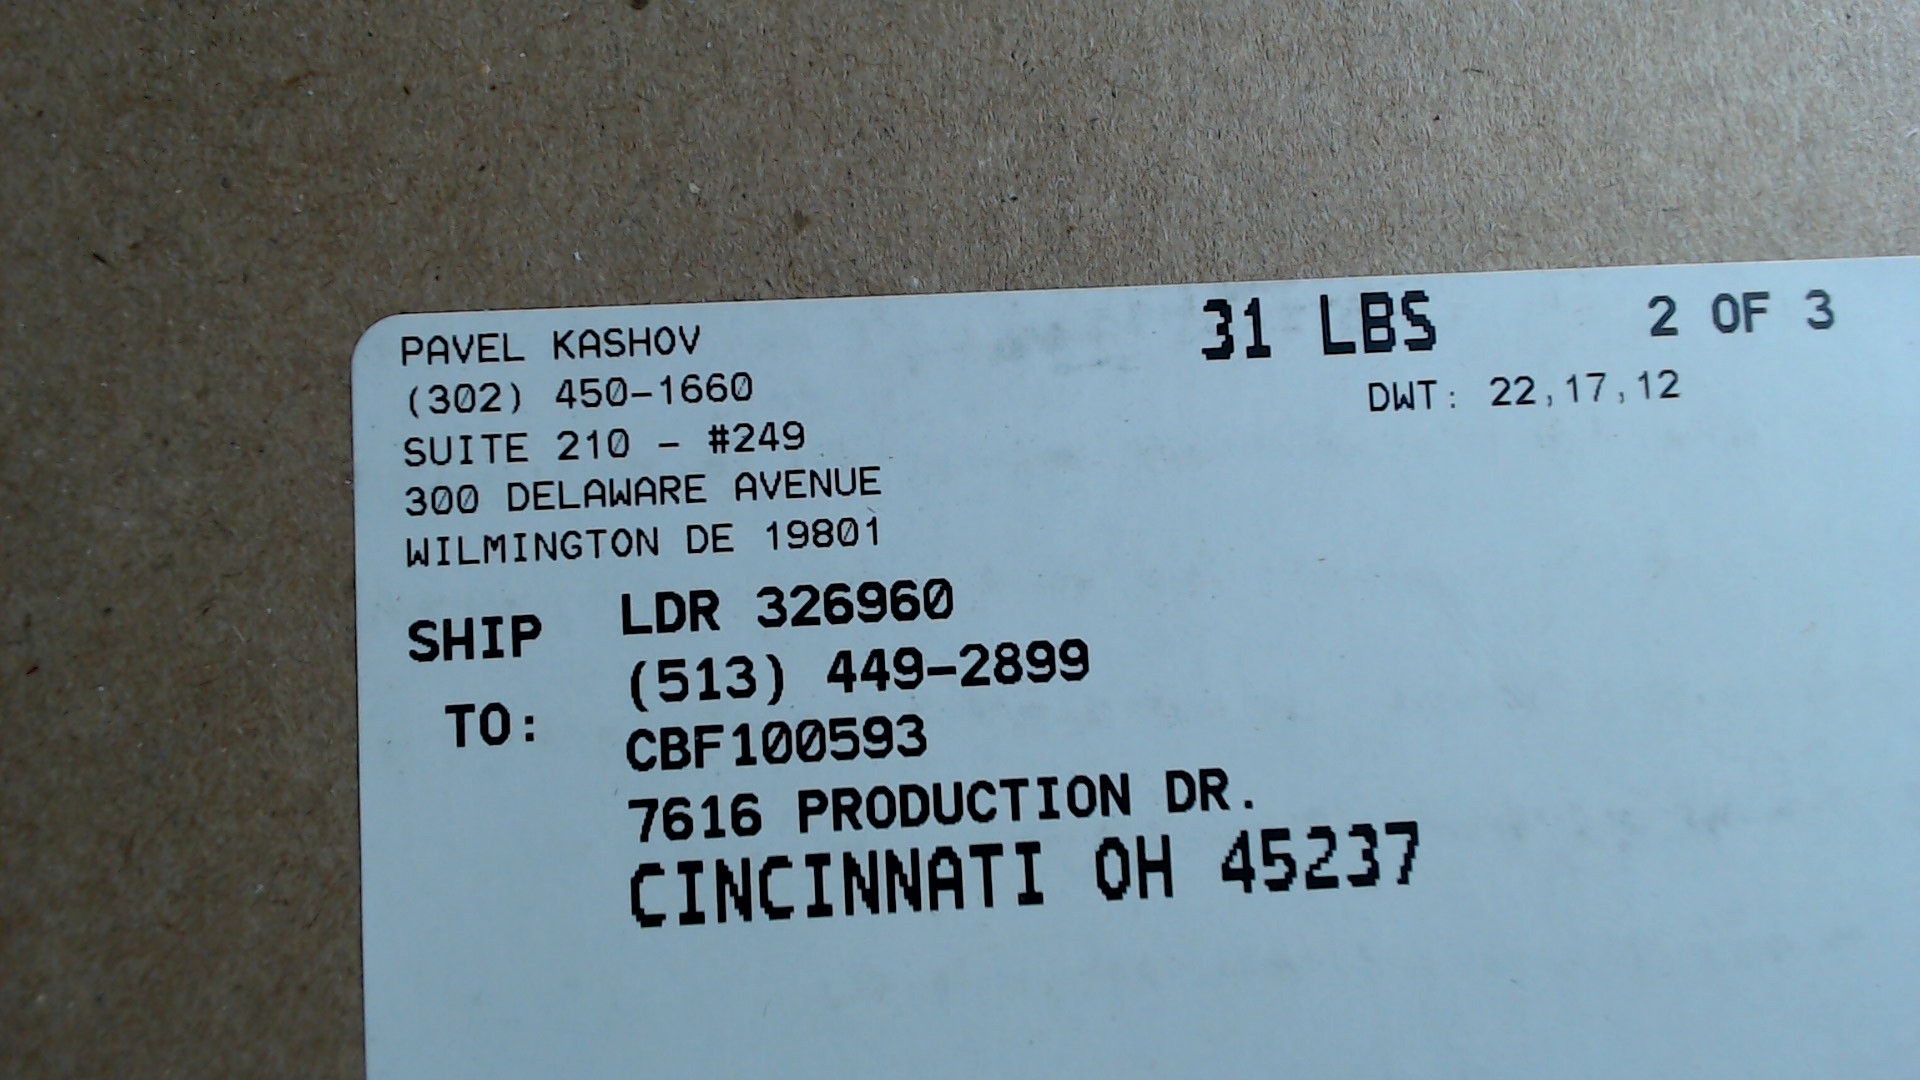 PAVEL KASHOV
(302) 450-1660
SUITE 210 - #249
300 DELAWARE AVENUE
WILMINGTON DE 19801
31 LBS
2 OF 3
DWT: 22,17,12
SHIP TO:
LDR 326960
(513) 449-2899
CBF100593
7616 PRODUCTION DR.
CINCINNATI OH 45237